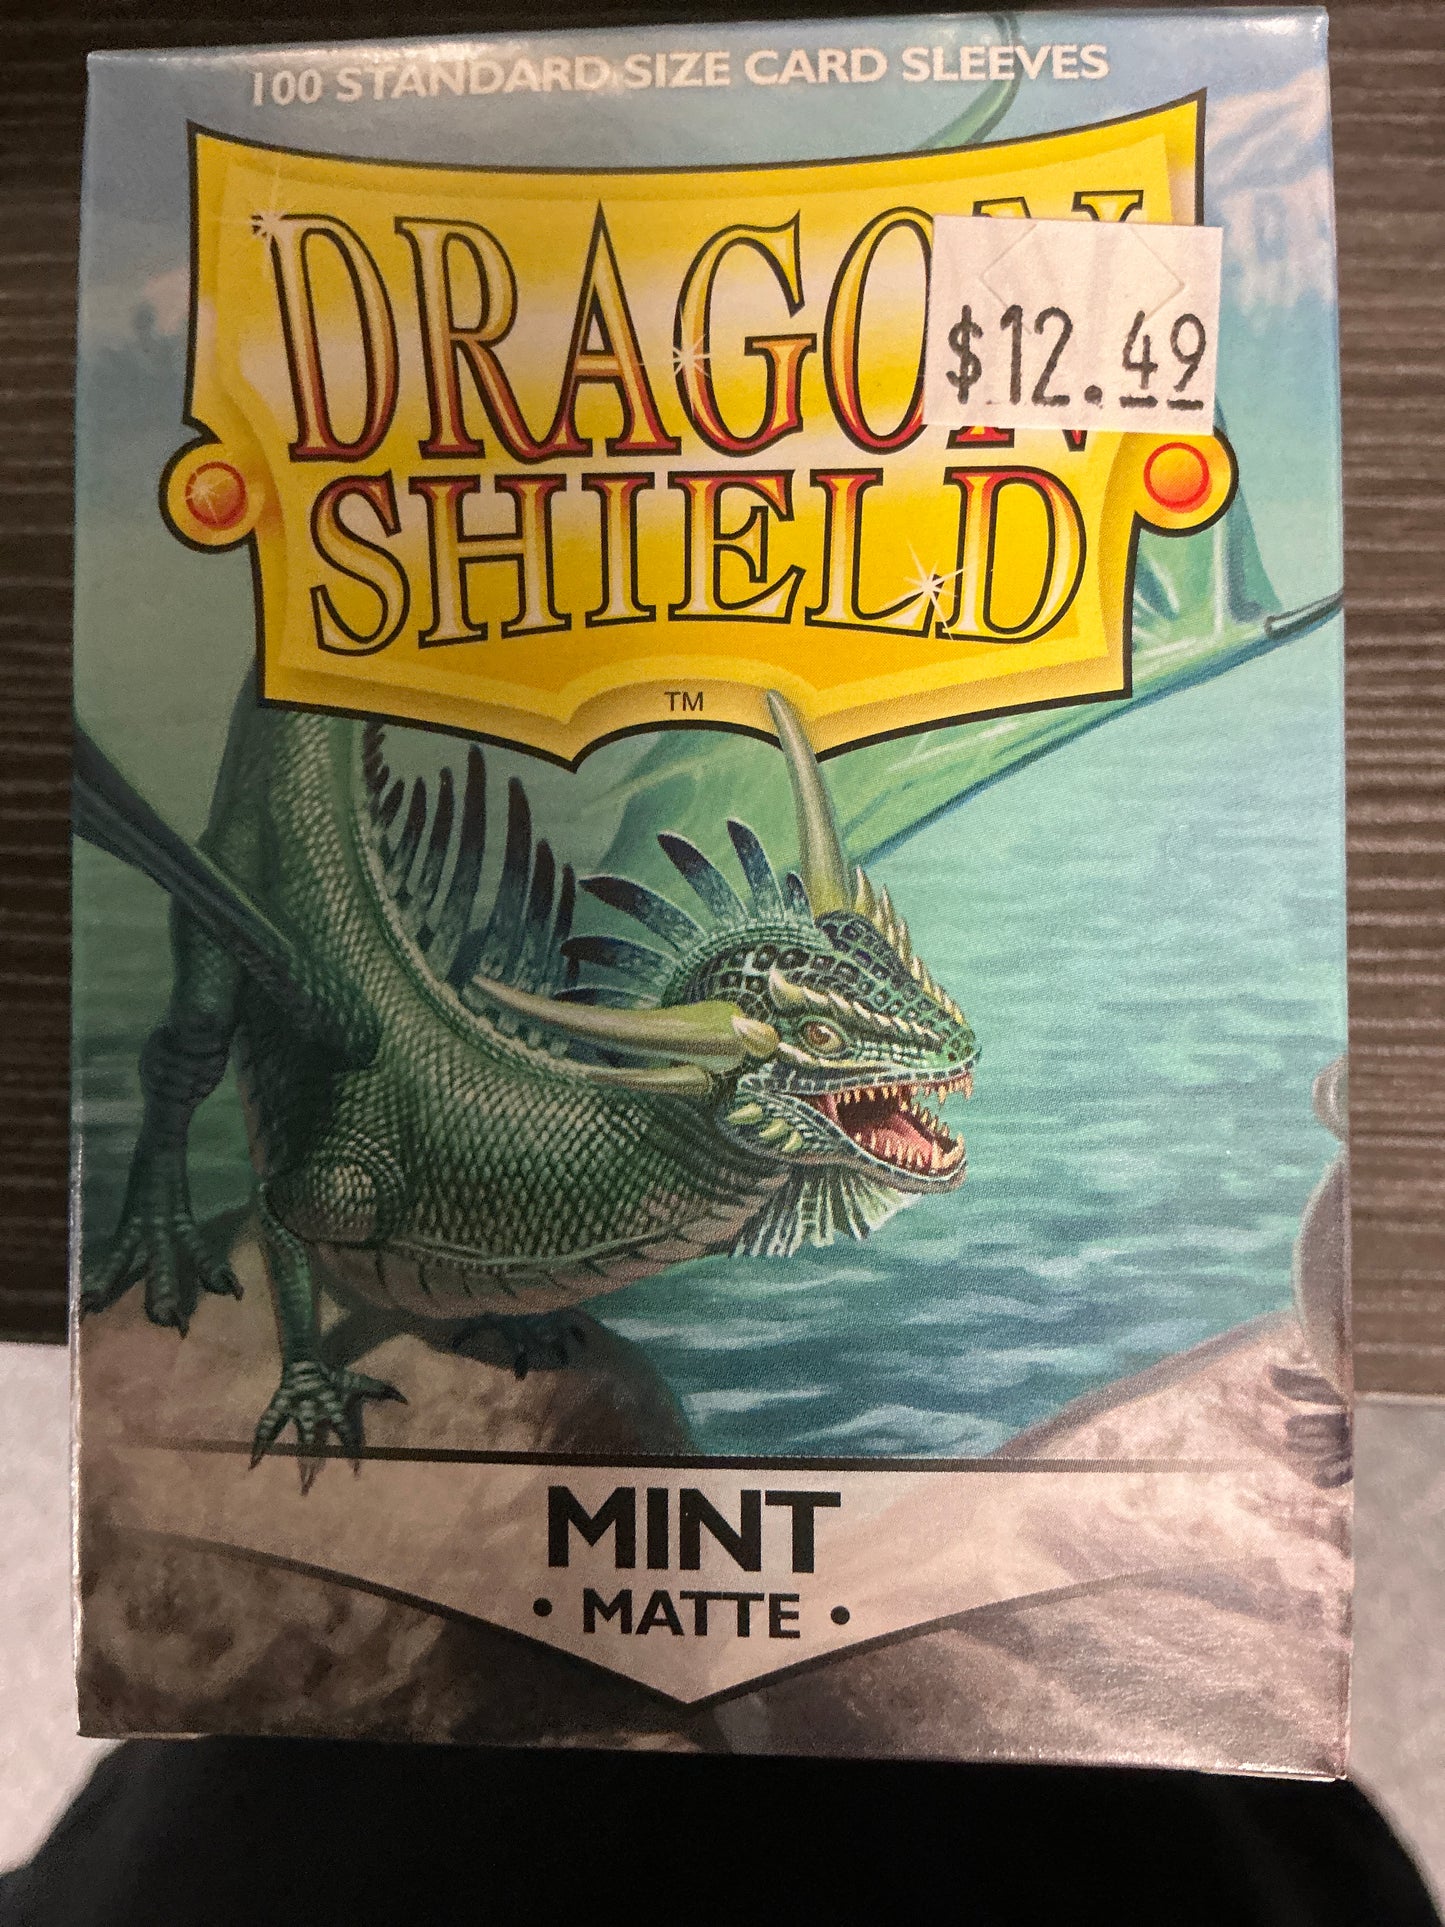 100 STANDARD SIZE CARD SLEEVES
DRAGON
$12.49
SHIELD
TM
MINT
• MATTE •